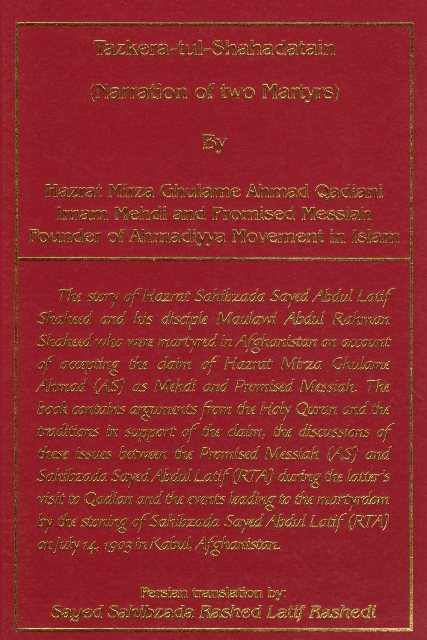 Tazkera-tul-Shahadatain
(Narration of two Martyrs)
By
Hazrat Mirza Ghulame Ahmad Qadiani
Imam Mehdi and Promised Messiah
Founder of Ahmadiyya Movement in Islam
The story of Hazrat Sahibzada Sayed Abdul Latif
Shaheed and his disciple Maulawi Abdul Rahman
Shaheed who were martyred in Afghanistan on account
of accepting the claim of Hazrat Mirza Ghulame
Ahmad (AS) as Mehdi and Promised Messiah. The
book contains arguments from the Holy Quran and the
traditions in support of the claim, the discussions of
these issues between the Promised Messiah (AS) and
Sahibzada Sayed Abdul Latif (RTA) during the latter's
visit to Qadian and the events leading to the martyrdom
by the stoning of Sahibzada Sayed Abdul Latif (RTA)
on July 14, 1903 in Kabul, Afghanistan.
Persian translation by:
Sayed Sahibzada Rashed Latif Rashedi